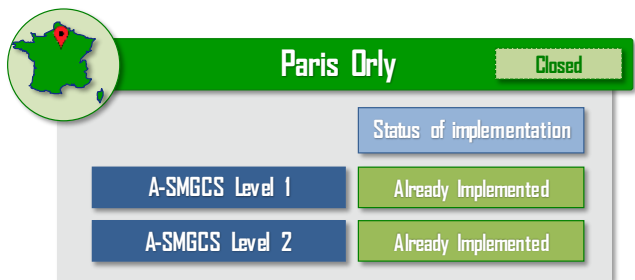 Paris Orly
Closed
Status of implementation
A-SMGCS Level 1
Already Implemented
A-SMGCS Level 2
Already Implemented